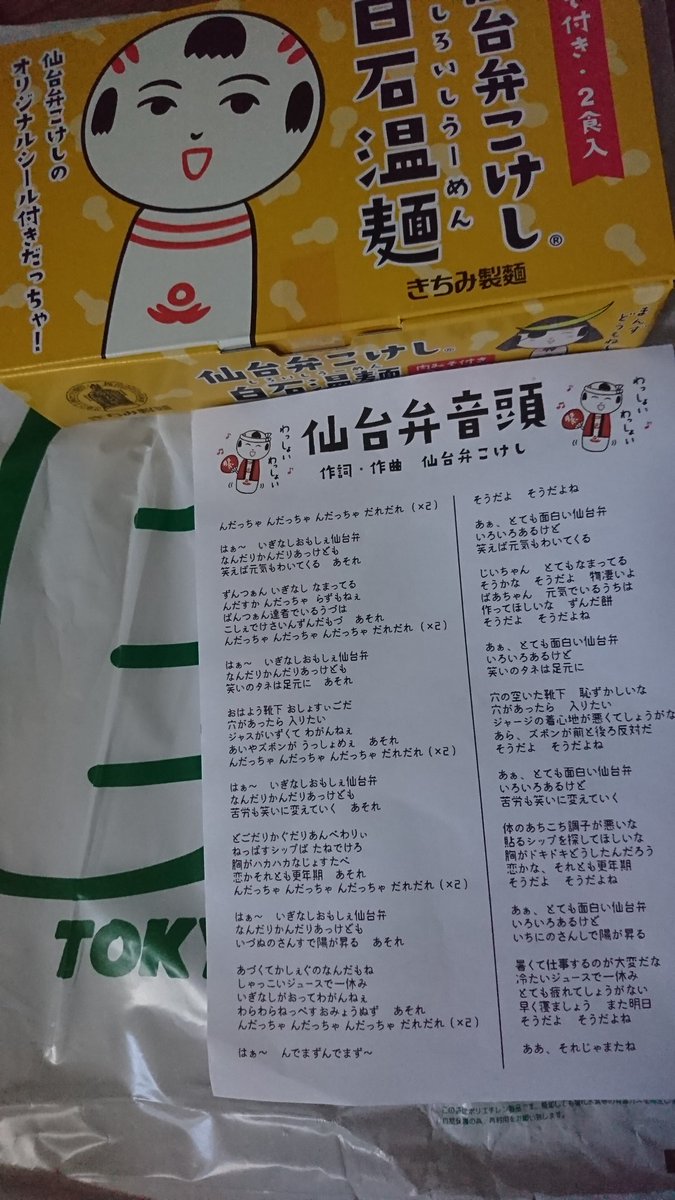 そ付き・2食入
仙台弁こけし®
しろいしうーめん
白石温麺
きちみ製麺
仙台弁こけしの
オリジナルシール付きだっちゃ！
仙台弁こけし®
白石温麺
肉みそ付き
きちみ製麺
仙台弁音頭
作詞・作曲 仙台弁こけし
わっしょい
わっしょい
わっしょい
わっしょい
んだっちゃ んだっちゃ んだっちゃ だれだれ (×2)
はぁ～ いぎなしおもしぇ仙台弁
なんだりかんだりあっけども
笑えば元気もわいてくる あそれ
ずんつぁん いぎなし なまってる
んだすか んだっちゃ らずもねぇ
ばんつぁん達者でいるうづは
こしぇでけさいんずんだもづ あそれ
んだっちゃ んだっちゃ んだっちゃ だれだれ (×2)
はぁ～ いぎなしおもしぇ仙台弁
なんだりかんだりあっけども
笑いのタネは足元に あそれ
おはよう靴下 おしょすぃごだ
穴があったら 入りたい
ジャスがいずくて わがんねぇ
あいやズボンが うっしょめぇ あそれ
んだっちゃ んだっちゃ んだっちゃ だれだれ (×2)
はぁ～ いぎなしおもしぇ仙台弁
なんだりかんだりあっけども
苦労も笑いに変えていく あそれ
どごだりかぐだりあんべわりぃ
ねっぱすシップば たねでけろ
胸がハカハカなじょすたべ
恋かそれとも更年期 あそれ
んだっちゃ んだっちゃ んだっちゃ だれだれ (×2)
はぁ～ いぎなしおもしぇ仙台弁
なんだりかんだりあっけども
いづぬのさんすで陽が昇る あそれ
あづくてかしぇぐのなんだもね
しゃっこいジュースで一休み
いぎなしがおってわがんねぇ
わらわらねっぺすおみょうぬず あそれ
んだっちゃ んだっちゃ んだっちゃ だれだれ (×2)
はぁ～ んでまずんでまず～
そうだよ そうだよね
あぁ、とても面白い仙台弁
いろいろあるけど
笑えば元気もわいてくる
じいちゃん とてもなまってる
そうかな そうだよ 物凄いよ
ばあちゃん 元気でいるうちは
作ってほしいな ずんだ餅
そうだよ そうだよね
あぁ、とても面白い仙台弁
いろいろあるけど
笑いのタネは足元に
穴の空いた靴下 恥ずかしいな
穴があったら 入りたい
ジャージの着心地が悪くてしょうがな
あら、ズボンが前と後ろ反対だ
そうだよ そうだよね
あぁ、とても面白い仙台弁
いろいろあるけど
苦労も笑いに変えていく
体のあちこち調子が悪いな
貼るシップを探してほしいな
胸がドキドキどうしたんだろう
恋かな、それとも更年期
そうだよ そうだよね
あぁ、とても面白い仙台弁
いろいろあるけど
いちにのさんしで陽が昇る
暑くて仕事するのが大変だな
冷たいジュースで一休み
とても疲れてしょうがない
早く寝ましょう また明日
そうだよ そうだよね
ああ、それじゃまたね
TOKY